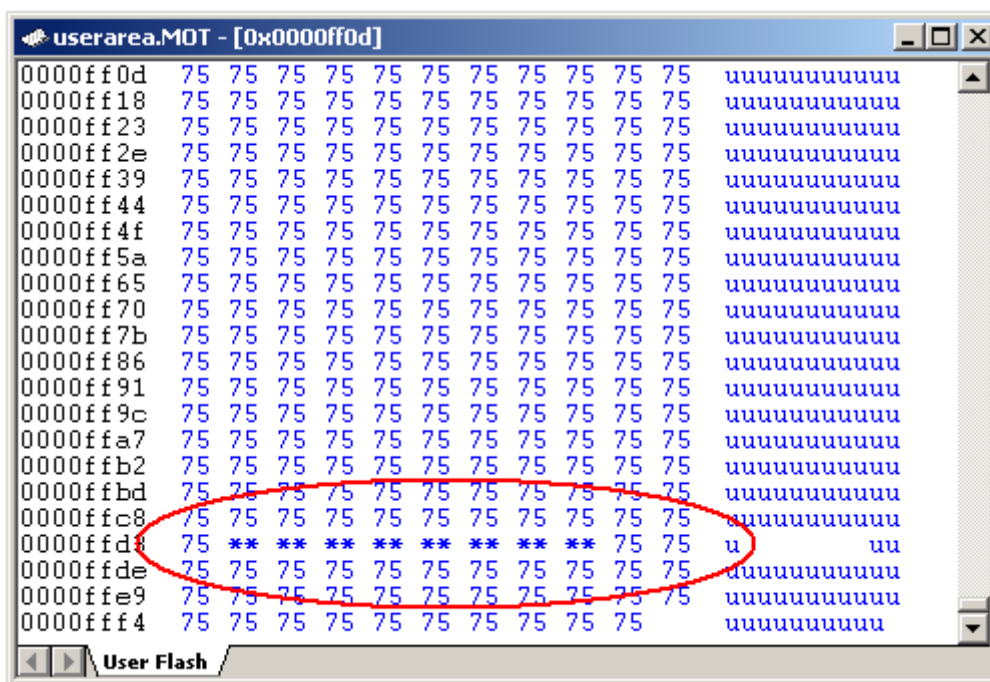 userarea.MOT - [0x0000ff0d]
0000ff0d 75 75 75 75 75 75 75 75 75 75 75 uuuuuuuuuuu
0000ff18 75 75 75 75 75 75 75 75 75 75 75 uuuuuuuuuuu
0000ff23 75 75 75 75 75 75 75 75 75 75 75 uuuuuuuuuuu
0000ff2e 75 75 75 75 75 75 75 75 75 75 75 uuuuuuuuuuu
0000ff39 75 75 75 75 75 75 75 75 75 75 75 uuuuuuuuuuu
0000ff44 75 75 75 75 75 75 75 75 75 75 75 uuuuuuuuuuu
0000ff4f 75 75 75 75 75 75 75 75 75 75 75 uuuuuuuuuuu
0000ff5a 75 75 75 75 75 75 75 75 75 75 75 uuuuuuuuuuu
0000ff65 75 75 75 75 75 75 75 75 75 75 75 uuuuuuuuuuu
0000ff70 75 75 75 75 75 75 75 75 75 75 75 uuuuuuuuuuu
0000ff7b 75 75 75 75 75 75 75 75 75 75 75 uuuuuuuuuuu
0000ff86 75 75 75 75 75 75 75 75 75 75 75 uuuuuuuuuuu
0000ff91 75 75 75 75 75 75 75 75 75 75 75 uuuuuuuuuuu
0000ff9c 75 75 75 75 75 75 75 75 75 75 75 uuuuuuuuuuu
0000ffa7 75 75 75 75 75 75 75 75 75 75 75 uuuuuuuuuuu
0000ffb2 75 75 75 75 75 75 75 75 75 75 75 uuuuuuuuuuu
0000ffbd 75 75 75 75 75 75 75 75 75 75 75 uuuuuuuuuuu
0000ffc8 75 75 75 75 75 75 75 75 75 75 75 uuuuuuuuuuu
0000ffd3 75 ** ** ** ** ** ** ** ** 75 75 u        uu
0000ffde 75 75 75 75 75 75 75 75 75 75 75 uuuuuuuuuuu
0000ffe9 75 75 75 75 75 75 75 75 75 75 75 uuuuuuuuuuu
0000fff4 75 75 75 75 75 75 75 75 75 75 uuuuuuuuuu
User Flash